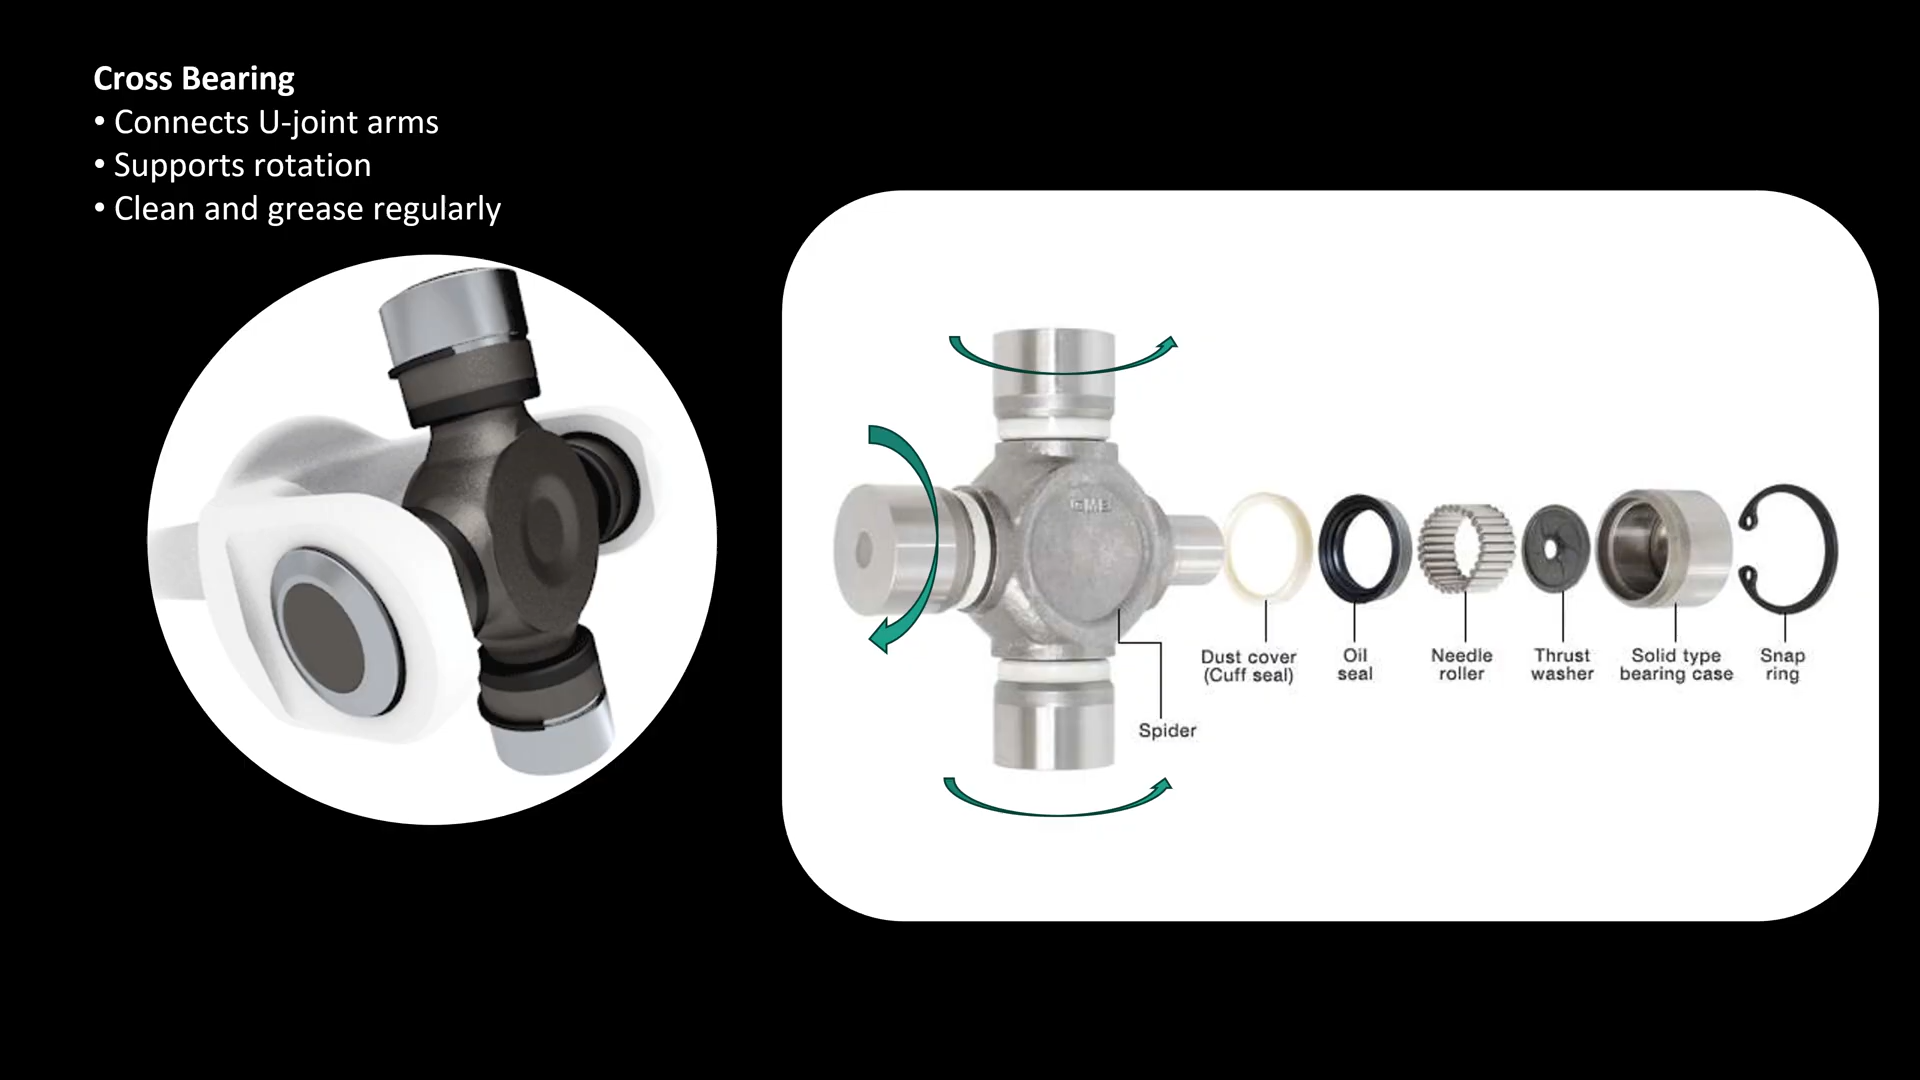 Cross Bearing
• Connects U-joint arms
• Supports rotation
• Clean and grease regularly
GMB
Dust cover
(Cuff seal)
Oil
seal
Needle
roller
Thrust
washer
Solid type
bearing case
Snap
ring
Spider